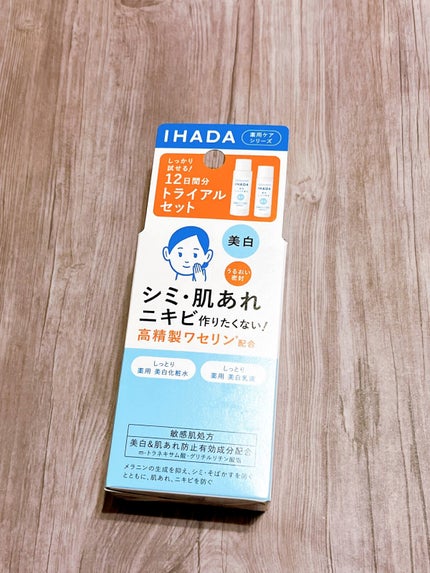 IHADA
薬用ケア
シリーズ
しっかり
試せる!
12日間分
トライアル
セット
IHADA
IHADA
美白
うるおい
密封
シミ・肌あれ
ニキビ作りたくない!
高精製ワセリン*配合
しっとり
薬用 美白化粧水
しっとり
薬用 美白乳液
敏感肌処方
美白&肌あれ防止有効成分配合
m-トラネキサム酸・グリチルリチン酸塩
メラニンの生成を抑え、シミ・そばかすを防ぐ
とともに、肌あれ、ニキビを防ぐ